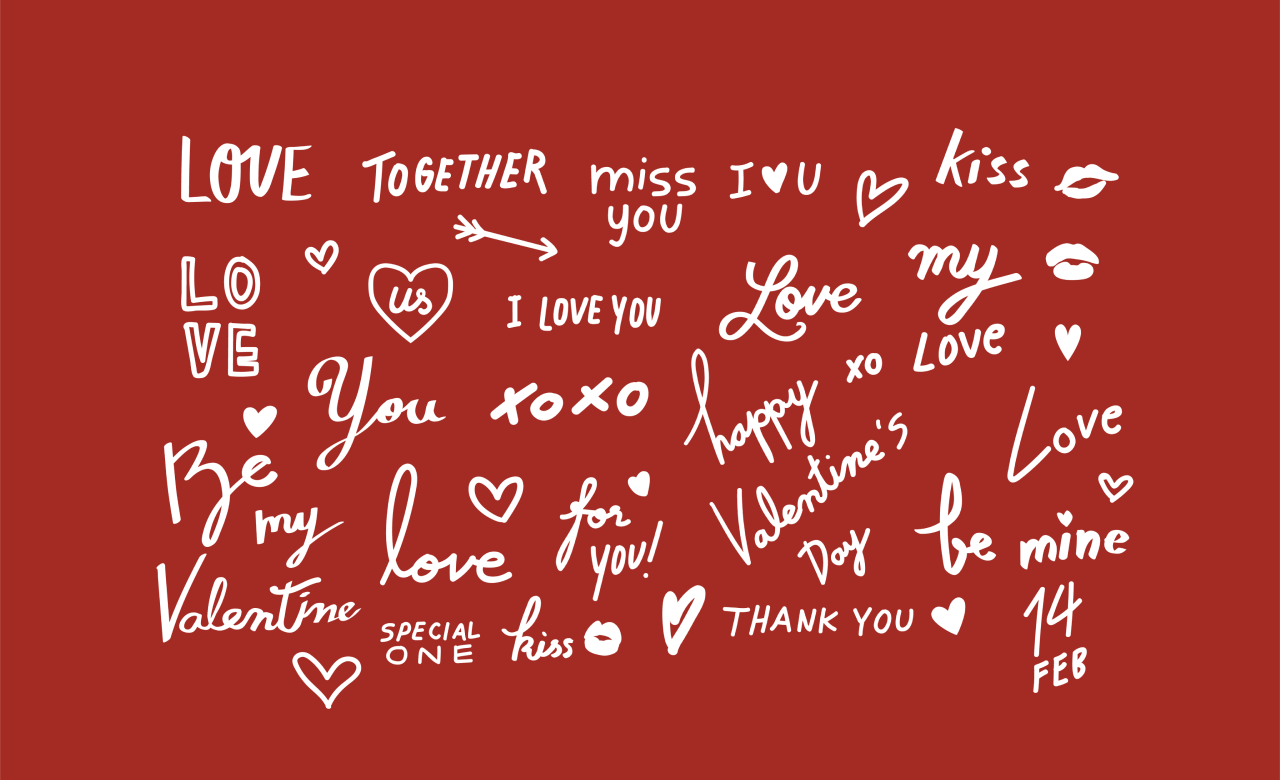 LOVE
TOGETHER
miss
you
I ♥ U
kiss
LO
VE
us
I LOVE YOU
Love
my
LOVE
You
xoxo
xo
happy
Valentine's
Day
Love
Be
my
Valentine
love
for
you!
be mine
SPECIAL
ONE
kiss
THANK YOU
14
FEB